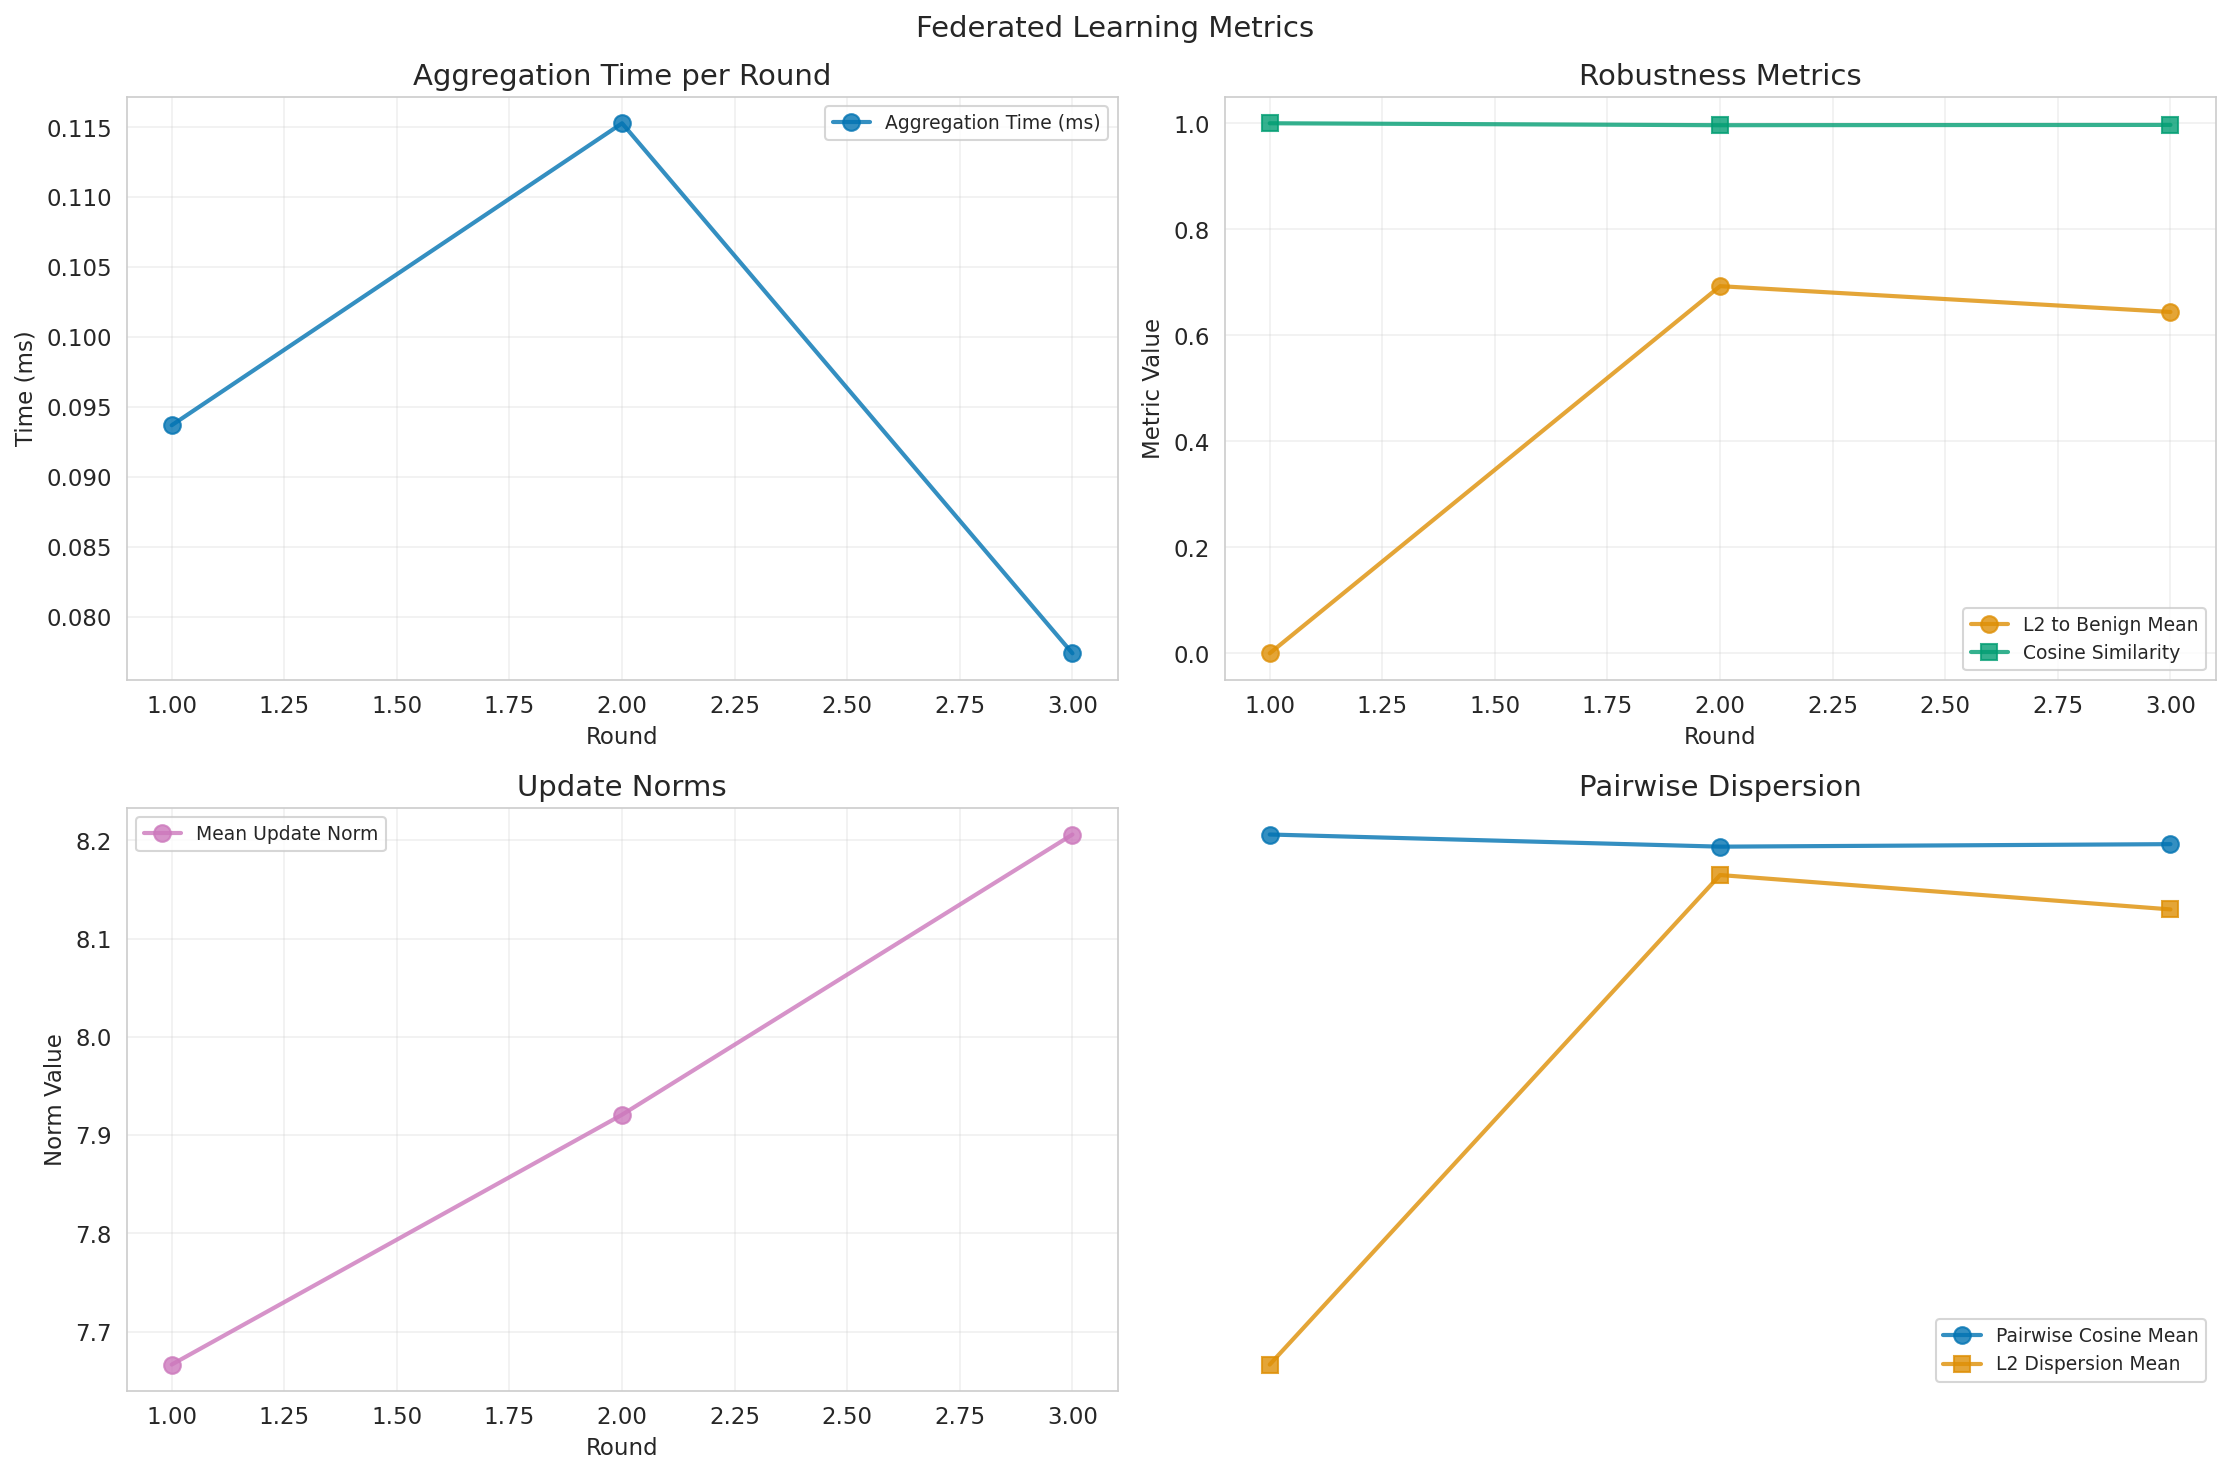 Federated Learning Metrics
Aggregation Time per Round
Aggregation Time (ms)
Time (ms)
0.115
0.110
0.105
0.100
0.095
0.090
0.085
0.080
1.00 1.25 1.50 1.75 2.00 2.25 2.50 2.75 3.00
Round
Robustness Metrics
Metric Value
1.0
0.8
0.6
0.4
0.2
0.0
L2 to Benign Mean
Cosine Similarity
1.00 1.25 1.50 1.75 2.00 2.25 2.50 2.75 3.00
Round
Update Norms
Mean Update Norm
Norm Value
8.2
8.1
8.0
7.9
7.8
7.7
1.00 1.25 1.50 1.75 2.00 2.25 2.50 2.75 3.00
Round
Pairwise Dispersion
Pairwise Cosine Mean
L2 Dispersion Mean